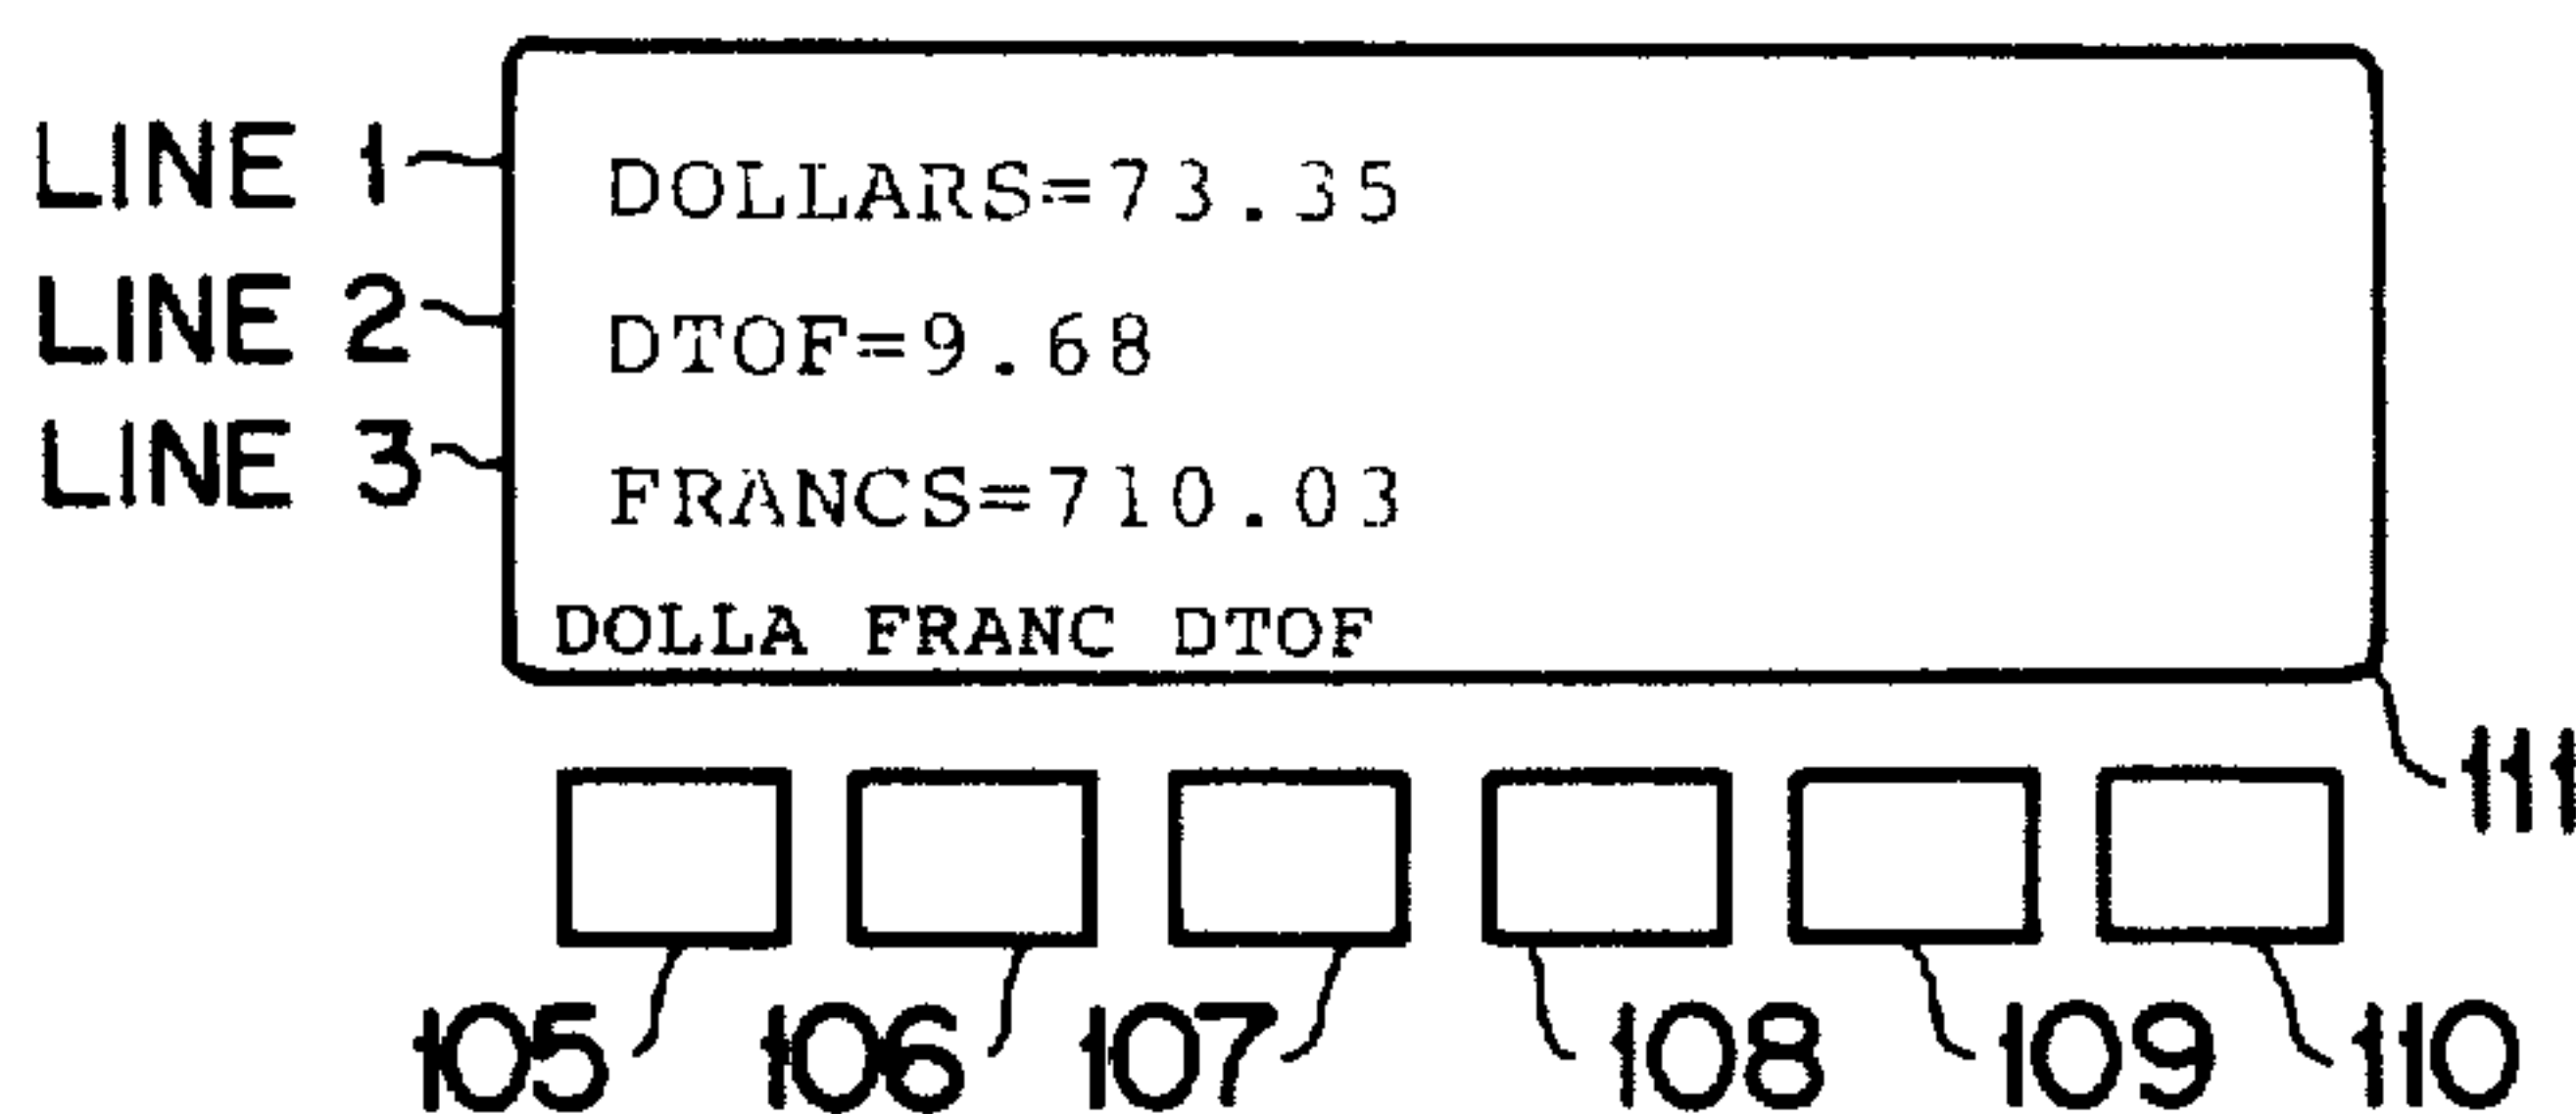 LINE 1 DOLLARS=73.35
LINE 2 DTOF=9.68
LINE 3 FRANCS=710.03
DOLLA FRANC DTOF
111
105 106 107 108 109 110